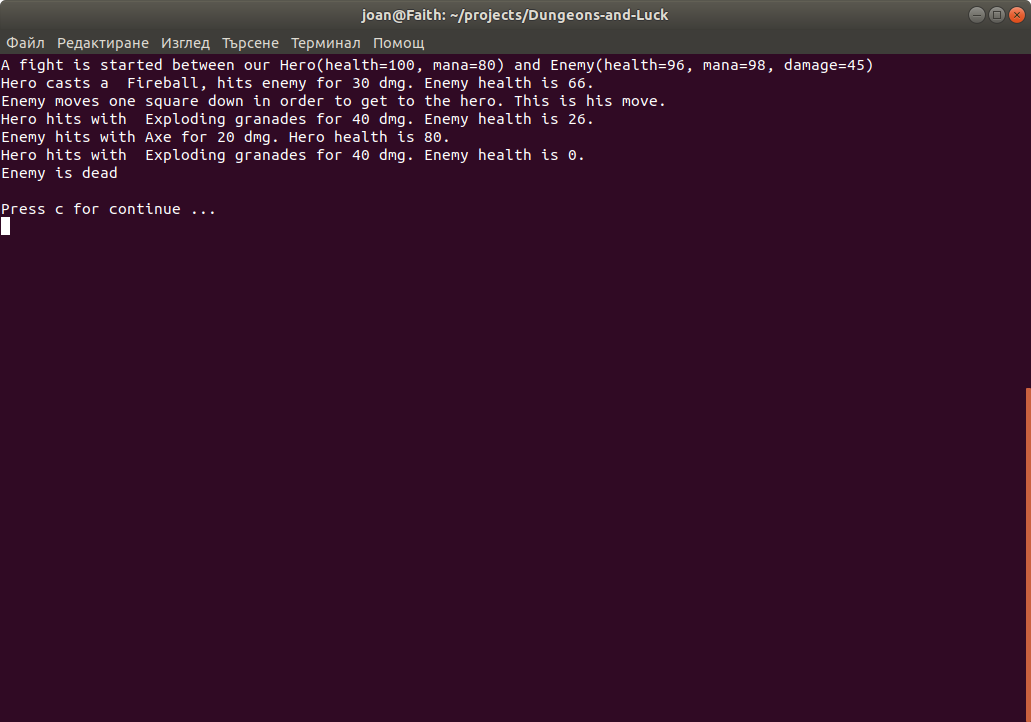 joan@Faith: ~/projects/Dungeons-and-Luck
Файл Редактиране Изглед Търсене Терминал Помощ
A fight is started between our Hero(health=100, mana=80) and Enemy(health=96, mana=98, damage=45)
Hero casts a  Fireball, hits enemy for 30 dmg. Enemy health is 66.
Enemy moves one square down in order to get to the hero. This is his move.
Hero hits with  Exploding granades for 40 dmg. Enemy health is 26.
Enemy hits with Axe for 20 dmg. Hero health is 80.
Hero hits with  Exploding granades for 40 dmg. Enemy health is 0.
Enemy is dead
Press c for continue ...